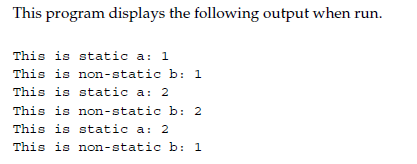 This program displays the following output when run.
This is static a: 1
This is non-static b: 1
This is static a: 2
This is non-static b: 2
This is static a: 2
This is non-static b: 1